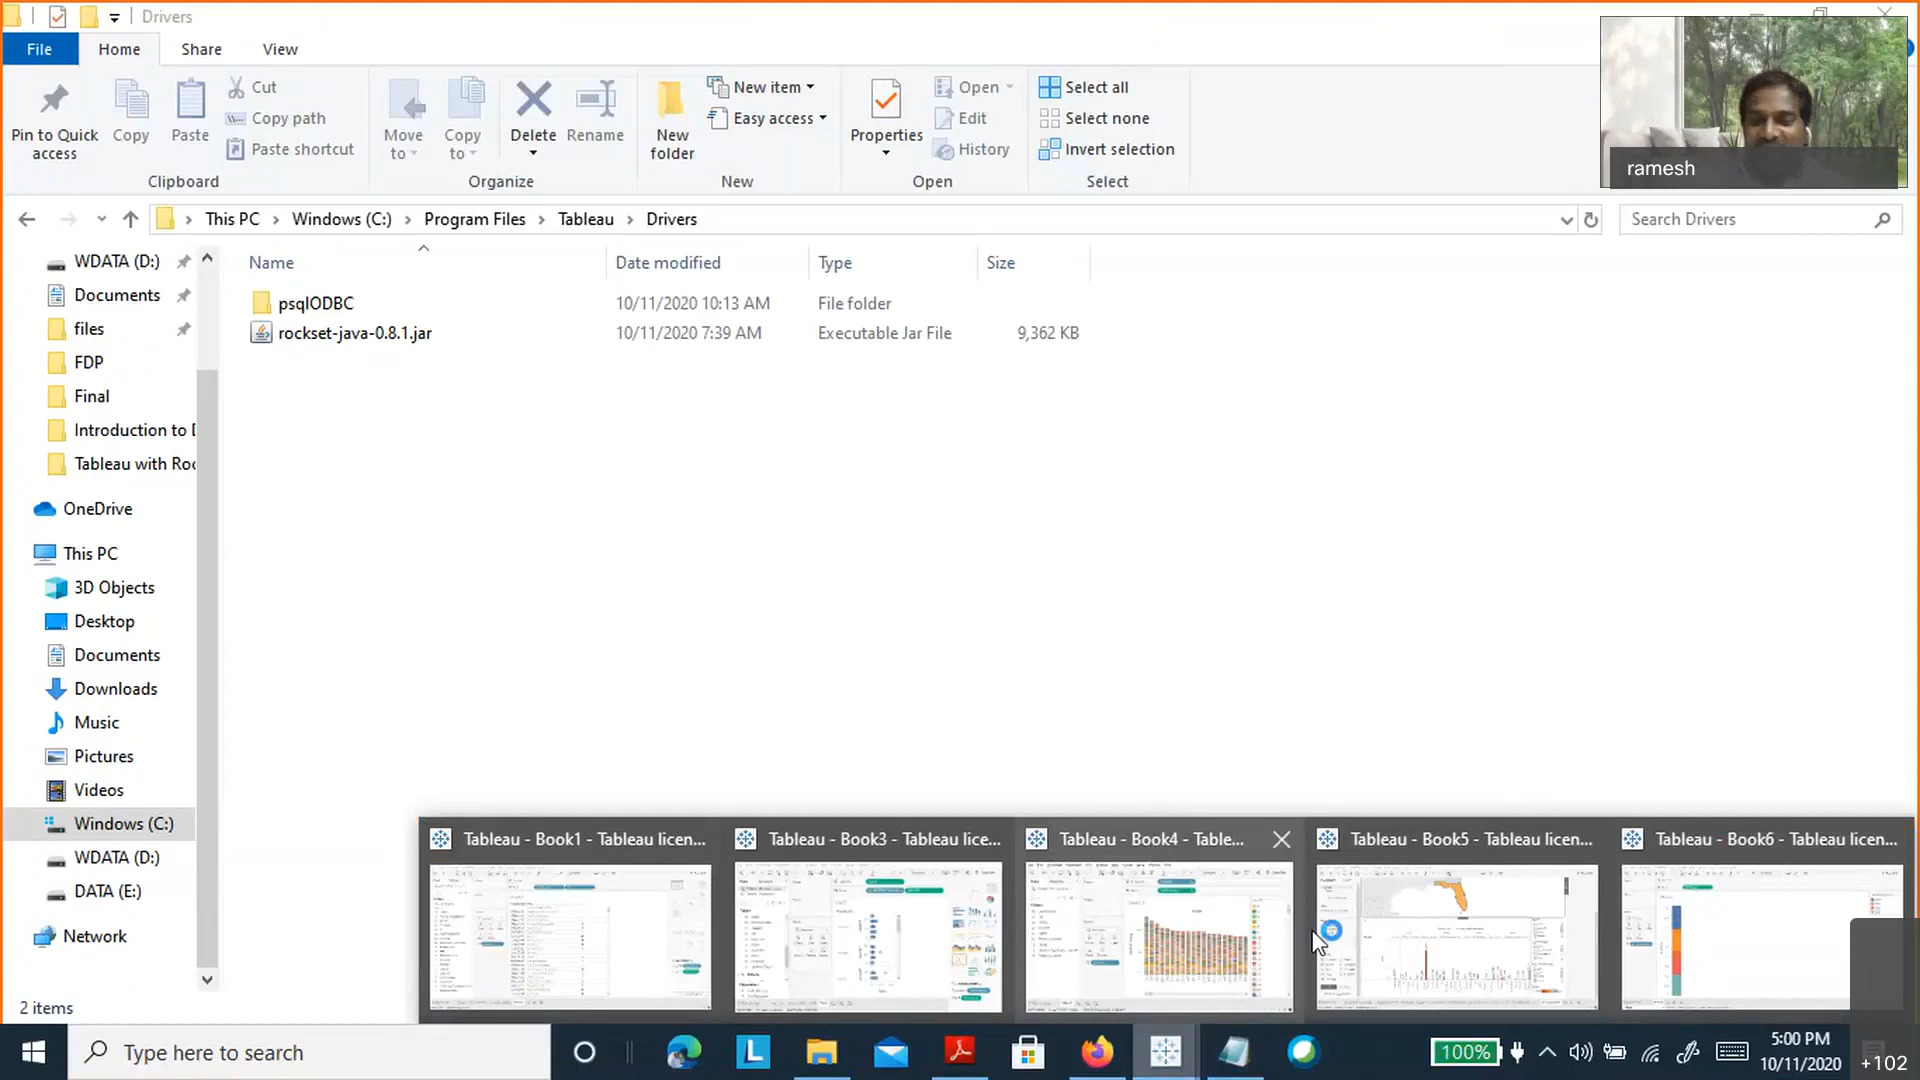 Drivers
File
Home
Share
View
Pin to Quick access
Copy
Paste
Cut
Copy path
Paste shortcut
Clipboard
Move to
Copy to
Delete
Rename
Organize
New folder
New item
Easy access
New
Properties
Open
Edit
History
Open
Select all
Select none
Invert selection
Select
ramesh
This PC > Windows (C:) > Program Files > Tableau > Drivers
Search Drivers
Name
Date modified
Type
Size
psqlODBC
10/11/2020 10:13 AM
File folder
rockset-java-0.8.1.jar
10/11/2020 7:39 AM
Executable Jar File
9,362 KB
WDATA (D:)
Documents
files
FDP
Final
Introduction to
Tableau with
OneDrive
This PC
3D Objects
Desktop
Documents
Downloads
Music
Pictures
Videos
Windows (C:)
WDATA (D:)
DATA (E:)
Network
2 items
Tableau - Book1 - Tableau licen...
Tableau - Book3 - Tableau lice...
Tableau - Book4 - Table...
Tableau - Book5 - Tableau licen...
Tableau - Book6 - Tableau licen...
Type here to search
L
100%
5:00 PM
10/11/2020
+102